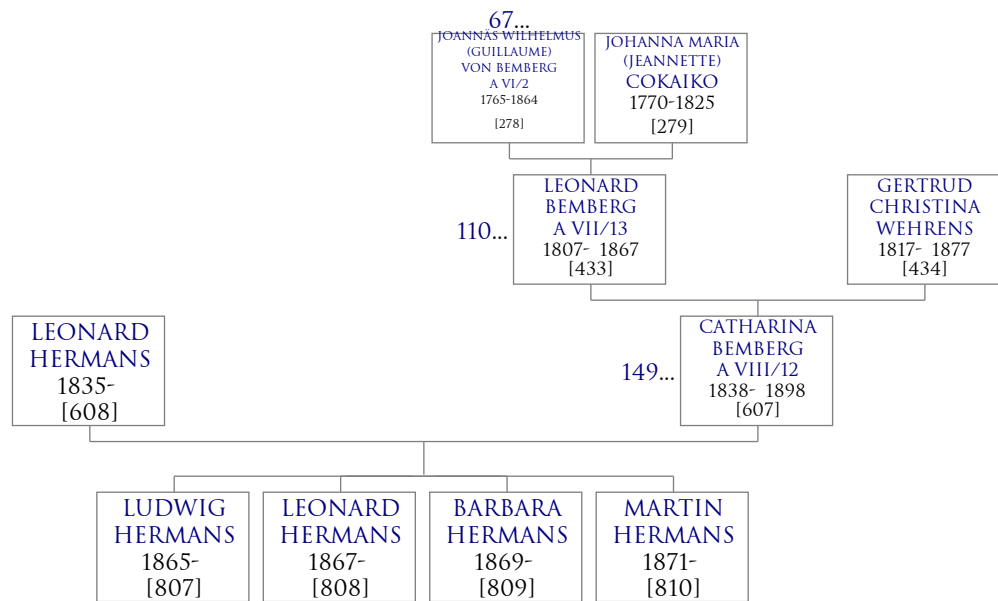 67...
JOANNÄS WILHELMUS
(GUILLAUME)
VON BEMBERG
A VI/2
1765-1864
[278]
JOHANNA MARIA
(JEANNETTE)
COKAIKO
1770-1825
[279]
110...
LEONARD
BEMBERG
A VII/13
1807- 1867
[433]
GERTRUD
CHRISTINA
WEHRENS
1817- 1877
[434]
LEONARD
HERMANS
1835-
[608]
149...
CATHARINA
BEMBERG
A VIII/12
1838- 1898
[607]
LUDWIG
HERMANS
1865-
[807]
LEONARD
HERMANS
1867-
[808]
BARBARA
HERMANS
1869-
[809]
MARTIN
HERMANS
1871-
[810]